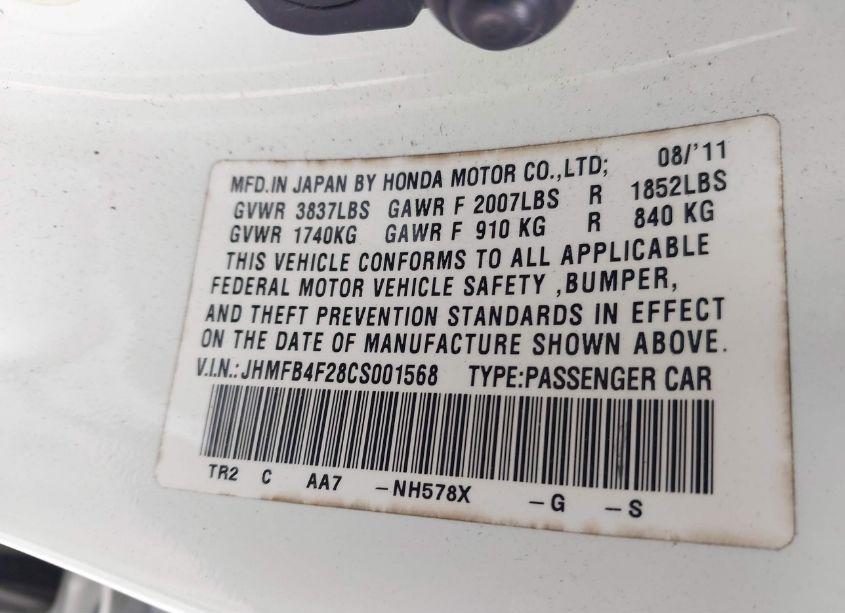 MFD.IN JAPAN BY HONDA MOTOR CO.,LTD; 08/'11
GVWR 3837LBS GAWR F 2007LBS R 1852LBS
GVWR 1740KG GAWR F 910 KG R 840 KG
THIS VEHICLE CONFORMS TO ALL APPLICABLE
FEDERAL MOTOR VEHICLE SAFETY ,BUMPER,
AND THEFT PREVENTION STANDARDS IN EFFECT
ON THE DATE OF MANUFACTURE SHOWN ABOVE.
V.I.N.:JHMFB4F28CS001568 TYPE:PASSENGER CAR
TR2 C AA7 -NH578X -G -S